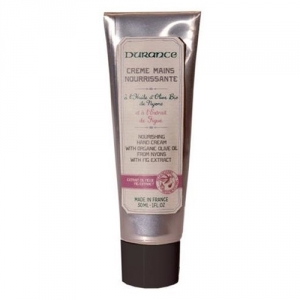 DURANCE
CREME MAINS
NOURRISSANTE
à l'Huile d'Olive Bio
de Nyons
et à l'Extrait
de Figue
NOURISHING
HAND CREAM
WITH ORGANIC OLIVE OIL
FROM NYONS
WITH FIG EXTRACT
MADE IN FRANCE